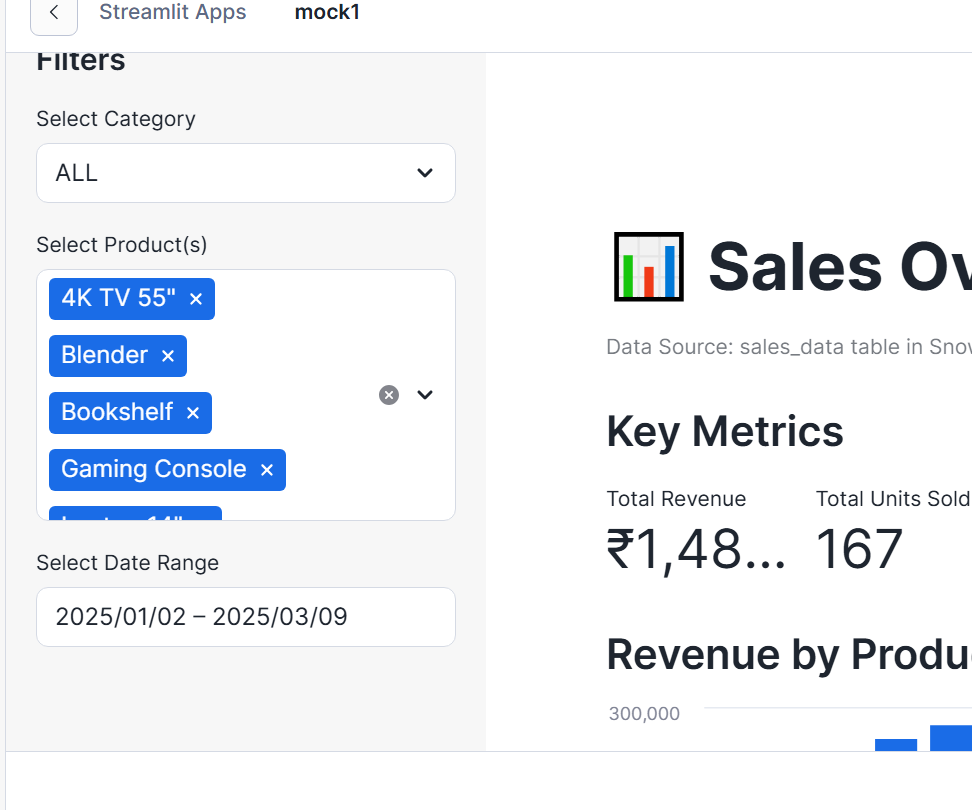 Streamlit Apps mock1
Filters
Select Category
ALL
Select Product(s)
4K TV 55" ×
Blender ×
Bookshelf ×
Gaming Console ×
Select Date Range
2025/01/02 – 2025/03/09
Sales Ov
Data Source: sales_data table in Snow
Key Metrics
Total Revenue
₹1,48...
Total Units Sold
167
Revenue by Produ
300,000